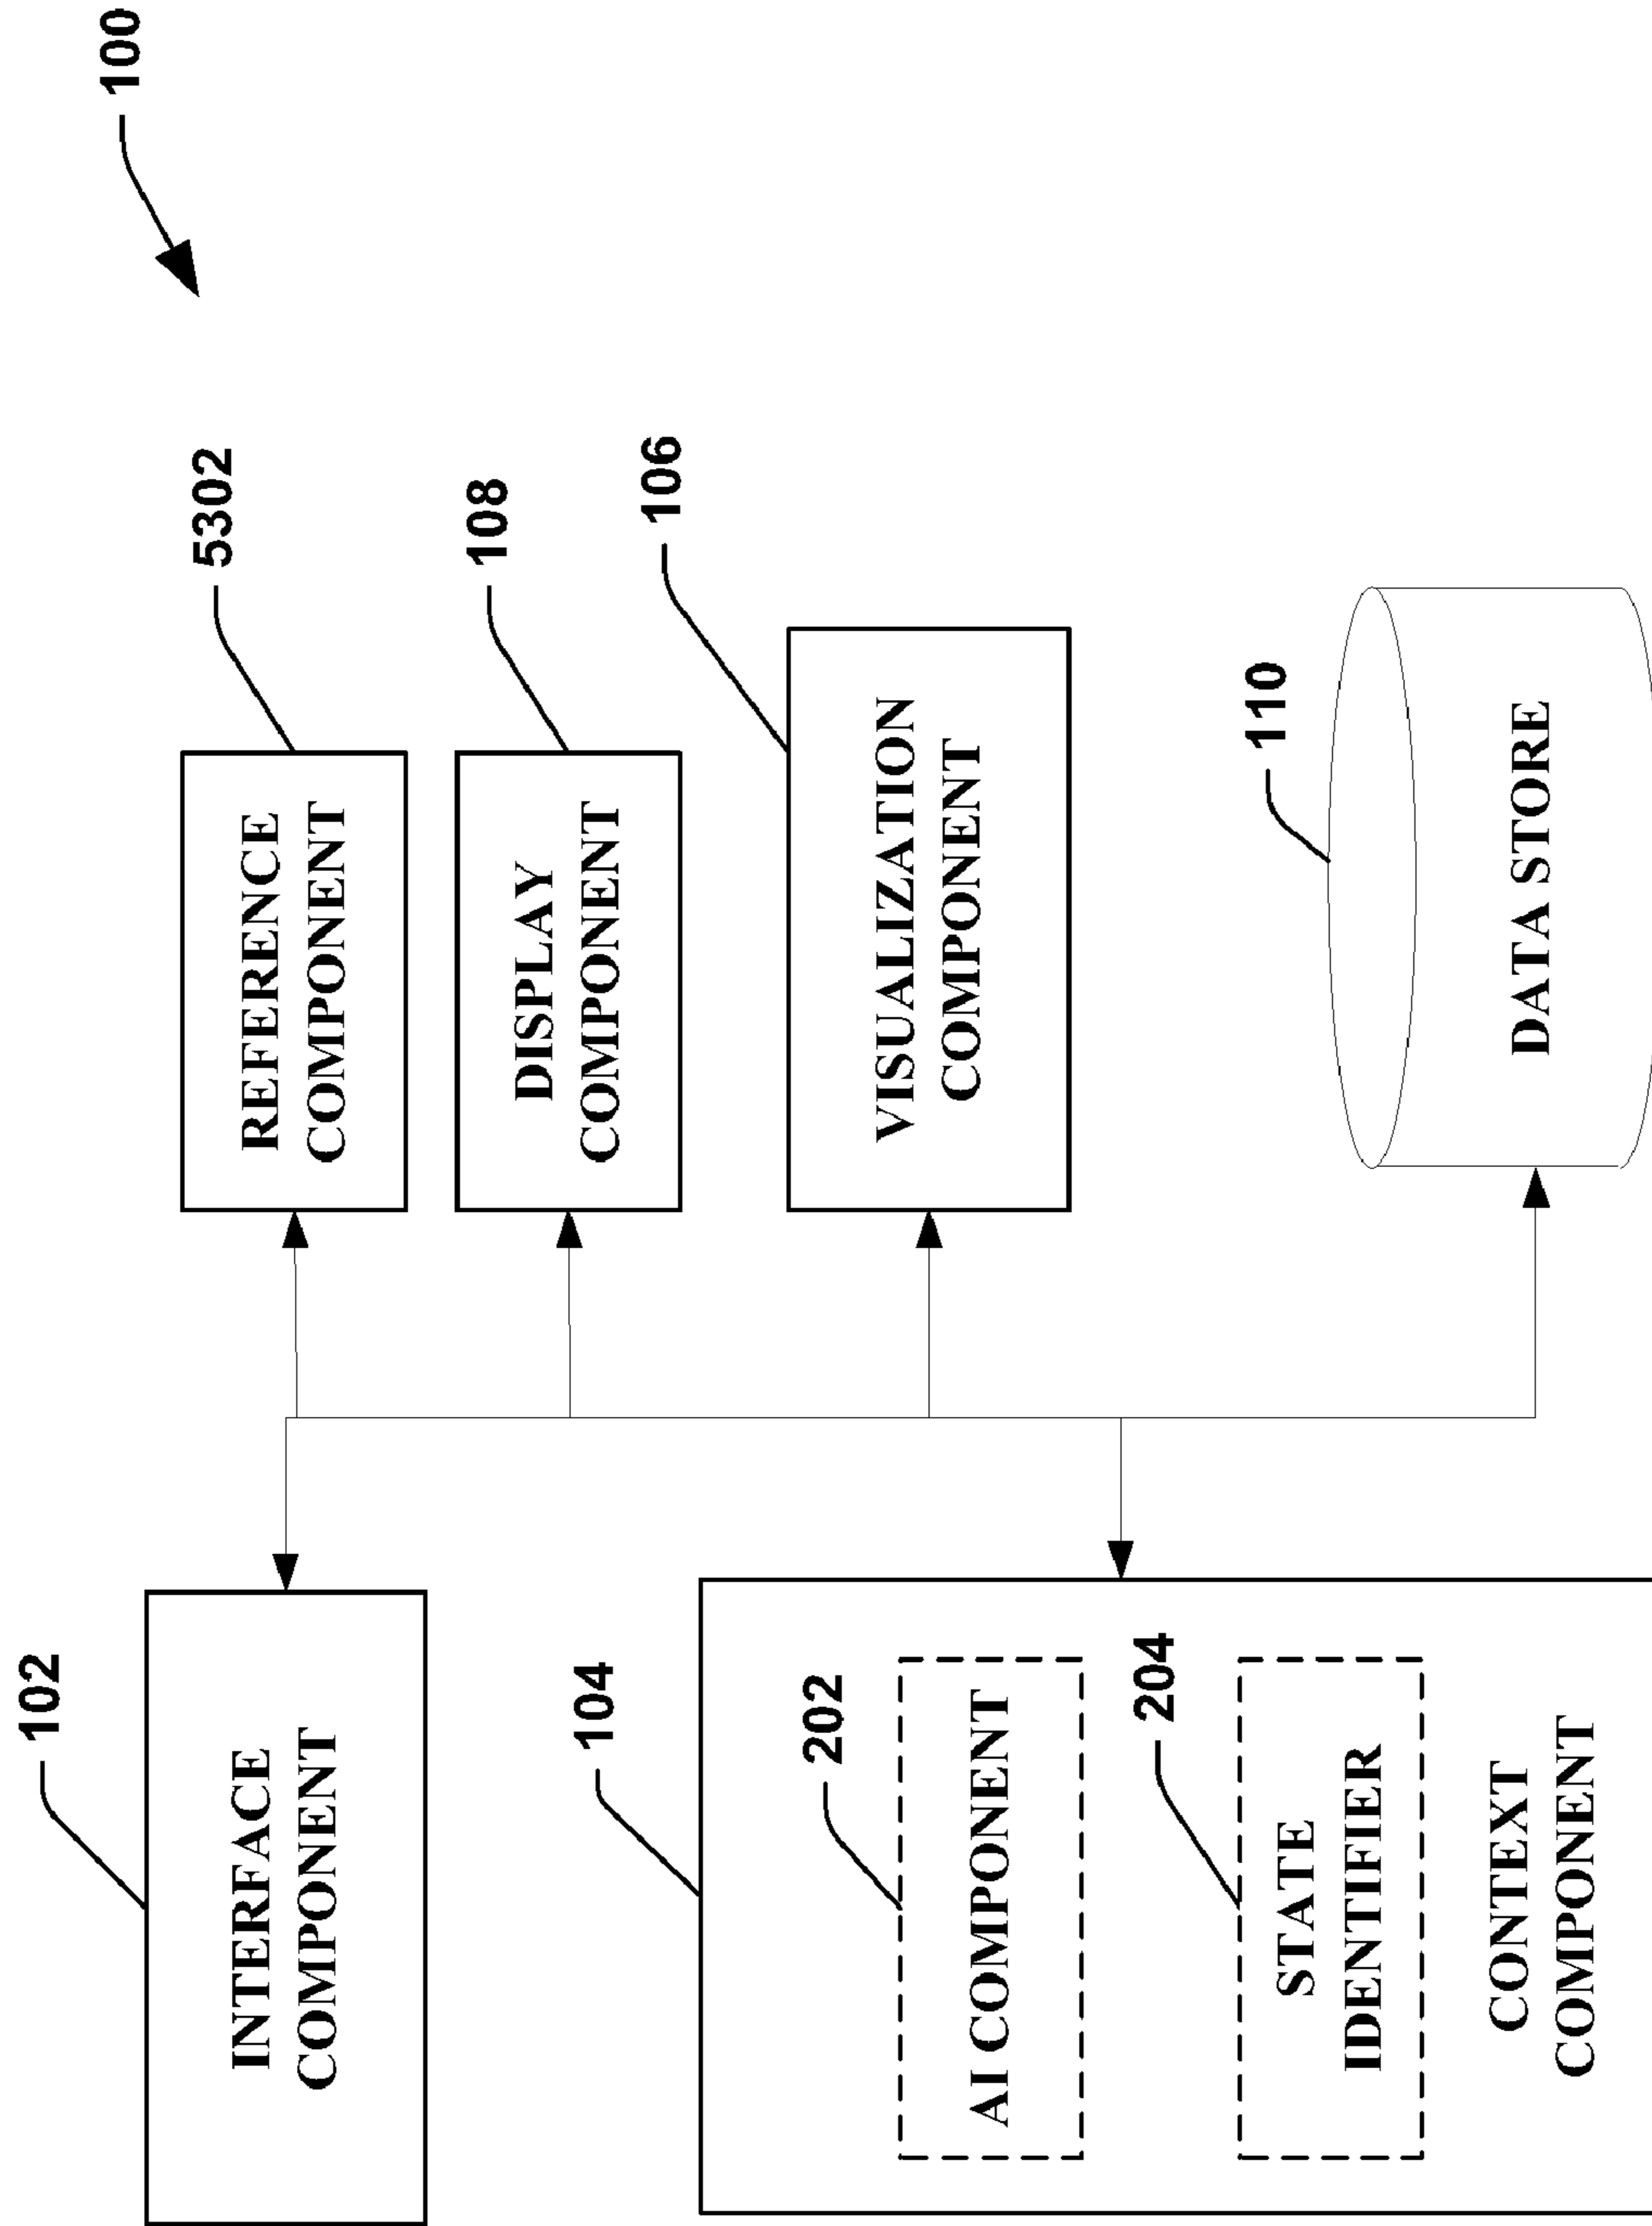 100
102
INTERFACE
COMPONENT
5302
REFERENCE
COMPONENT
108
DISPLAY
COMPONENT
104
202
AI COMPONENT
204
STATE
IDENTIFIER
CONTEXT
COMPONENT
106
VISUALIZATION
COMPONENT
110
DATA STORE